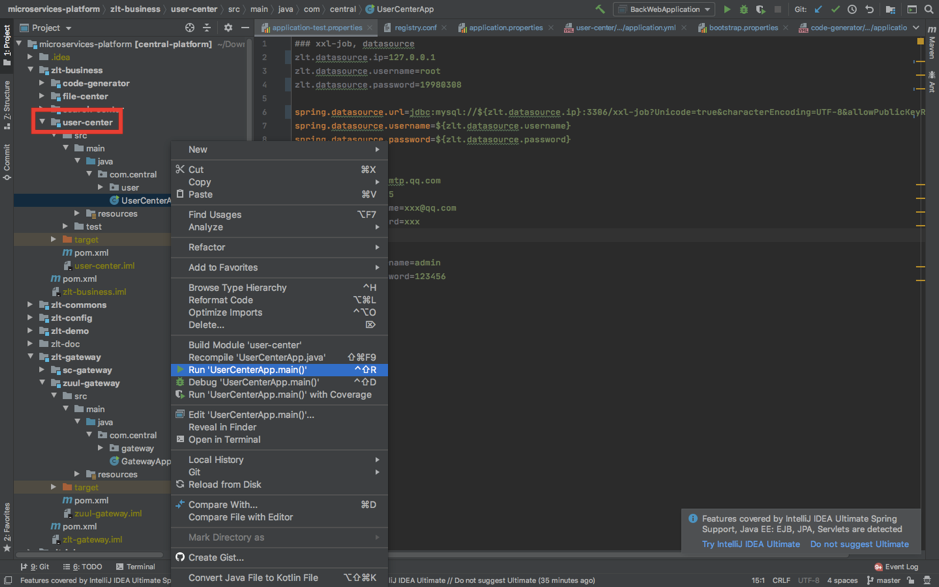 microservices-platform › zlt-business › user-center › src › main › java › com › central › UserCenterApp
BackWebApplication
Git:
Project
application-test.properties
registry.conf
application.properties
user-center/.../application.yml
bootstrap.properties
code-generator/.../applicatio
1: Project
2: Structure
Commit
2: Favorites
Maven
Ant
microservices-platform [central-platform] ~/Down
.idea
zlt-business
code-generator
file-center
user-center
src
main
java
com.central
user
UserCenterA
resources
test
target
pom.xml
user-center.iml
pom.xml
zlt-business.iml
zlt-commons
zlt-config
zlt-demo
zlt-doc
zlt-gateway
sc-gateway
zuul-gateway
src
main
java
com.central
gateway
GatewayApp
resources
target
pom.xml
zuul-gateway.iml
pom.xml
zlt-gateway.iml
1 ### xxl-job, datasource
2 zlt.datasource.ip=127.0.0.1
3 zlt.datasource.username=root
4 zlt.datasource.password=19980308
5
6 spring.datasource.url=jdbc:mysql://${zlt.datasource.ip}:3306/xxl-job?Unicode=true&characterEncoding=UTF-8&allowPublicKeyR
7 spring.datasource.username=${zlt.datasource.username}
8 spring.datasource.password=${zlt.datasource.password}
mtp.qq.com
5
me=xxx@qq.com
rd=xxx
name=admin
word=123456
New
Cut ⌘X
Copy
Paste ⌘V
Find Usages ⌥F7
Analyze
Refactor
Add to Favorites
Browse Type Hierarchy ^H
Reformat Code ⌥⌘L
Optimize Imports ^⌥O
Delete... ⌦
Build Module 'user-center'
Recompile 'UserCenterApp.java' ⇧⌘F9
Run 'UserCenterApp.main()' ^⇧R
Debug 'UserCenterApp.main()' ^⇧D
Run 'UserCenterApp.main()' with Coverage
Edit 'UserCenterApp.main()'...
Reveal in Finder
Open in Terminal
Local History
Git
Reload from Disk
Compare With... ⌘D
Compare File with Editor
Mark Directory as
Create Gist...
Convert Java File to Kotlin File ⌥⇧⌘K
Features covered by IntelliJ IDEA Ultimate Spring
Support, Java EE: EJB, JPA, Servlets are detected
Try IntelliJ IDEA Ultimate Do not suggest Ultimate
9: Git
6: TODO
Terminal
Event Log
Features covered by IntelliJ IDEA Ultimate Sp
liJ IDEA Ultimate // Do not suggest Ultimate (35 minutes ago)
15:1 CRLF UTF-8 4 spaces master